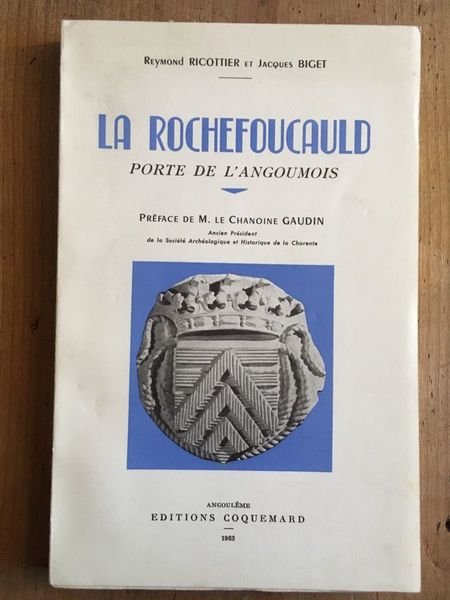 Reymond RICOTTIER ET Jacques BIGET
LA ROCHEFOUCAULD
PORTE DE L'ANGOUMOIS
PRÉFACE DE M. LE CHANOINE GAUDIN
Ancien Président
de la Société Archéologique et Historique de la Charente
ANGOULÊME
EDITIONS COQUEMARD
1963